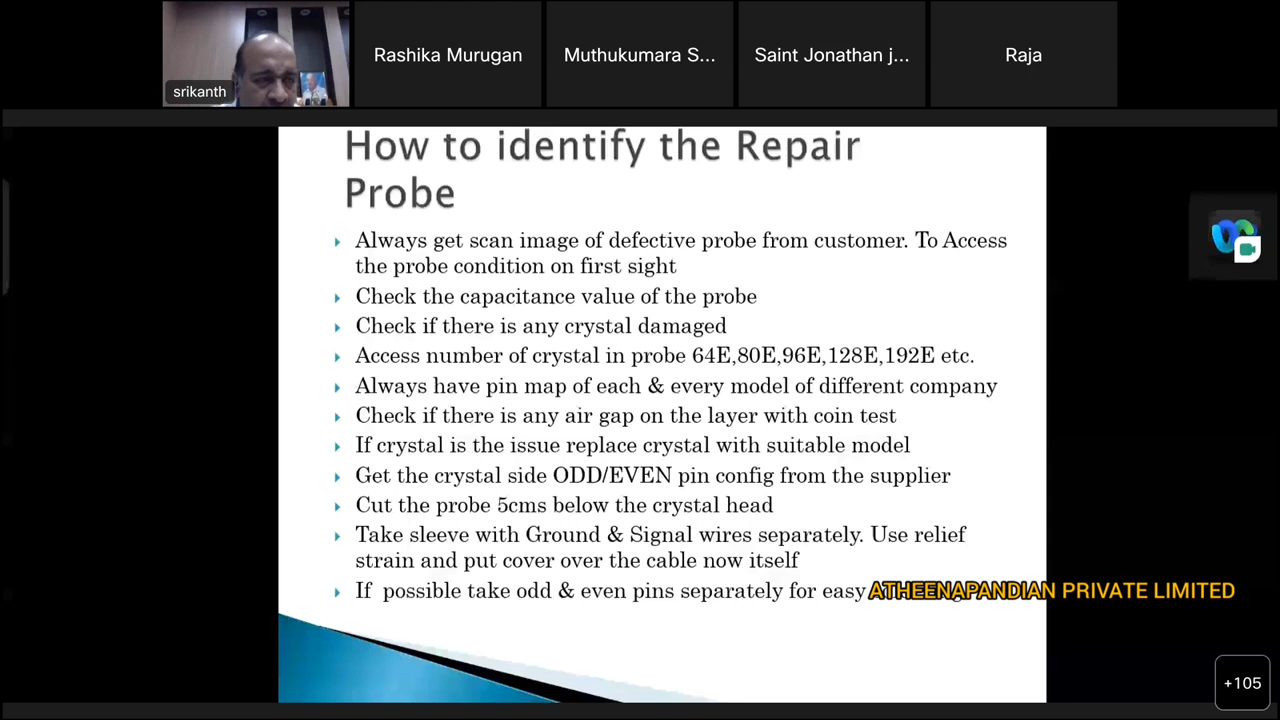 srikanth
Rashika Murugan
Muthukumara S...
Saint Jonathan j...
Raja
How to identify the Repair
Probe
Always get scan image of defective probe from customer. To Access
the probe condition on first sight
Check the capacitance value of the probe
Check if there is any crystal damaged
Access number of crystal in probe 64E,80E,96E,128E,192E etc.
Always have pin map of each & every model of different company
Check if there is any air gap on the layer with coin test
If crystal is the issue replace crystal with suitable model
Get the crystal side ODD/EVEN pin config from the supplier
Cut the probe 5cms below the crystal head
Take sleeve with Ground & Signal wires separately. Use relief
strain and put cover over the cable now itself
If possible take odd & even pins separately for easy
ATHEENAPANDIAN PRIVATE LIMITED
+105